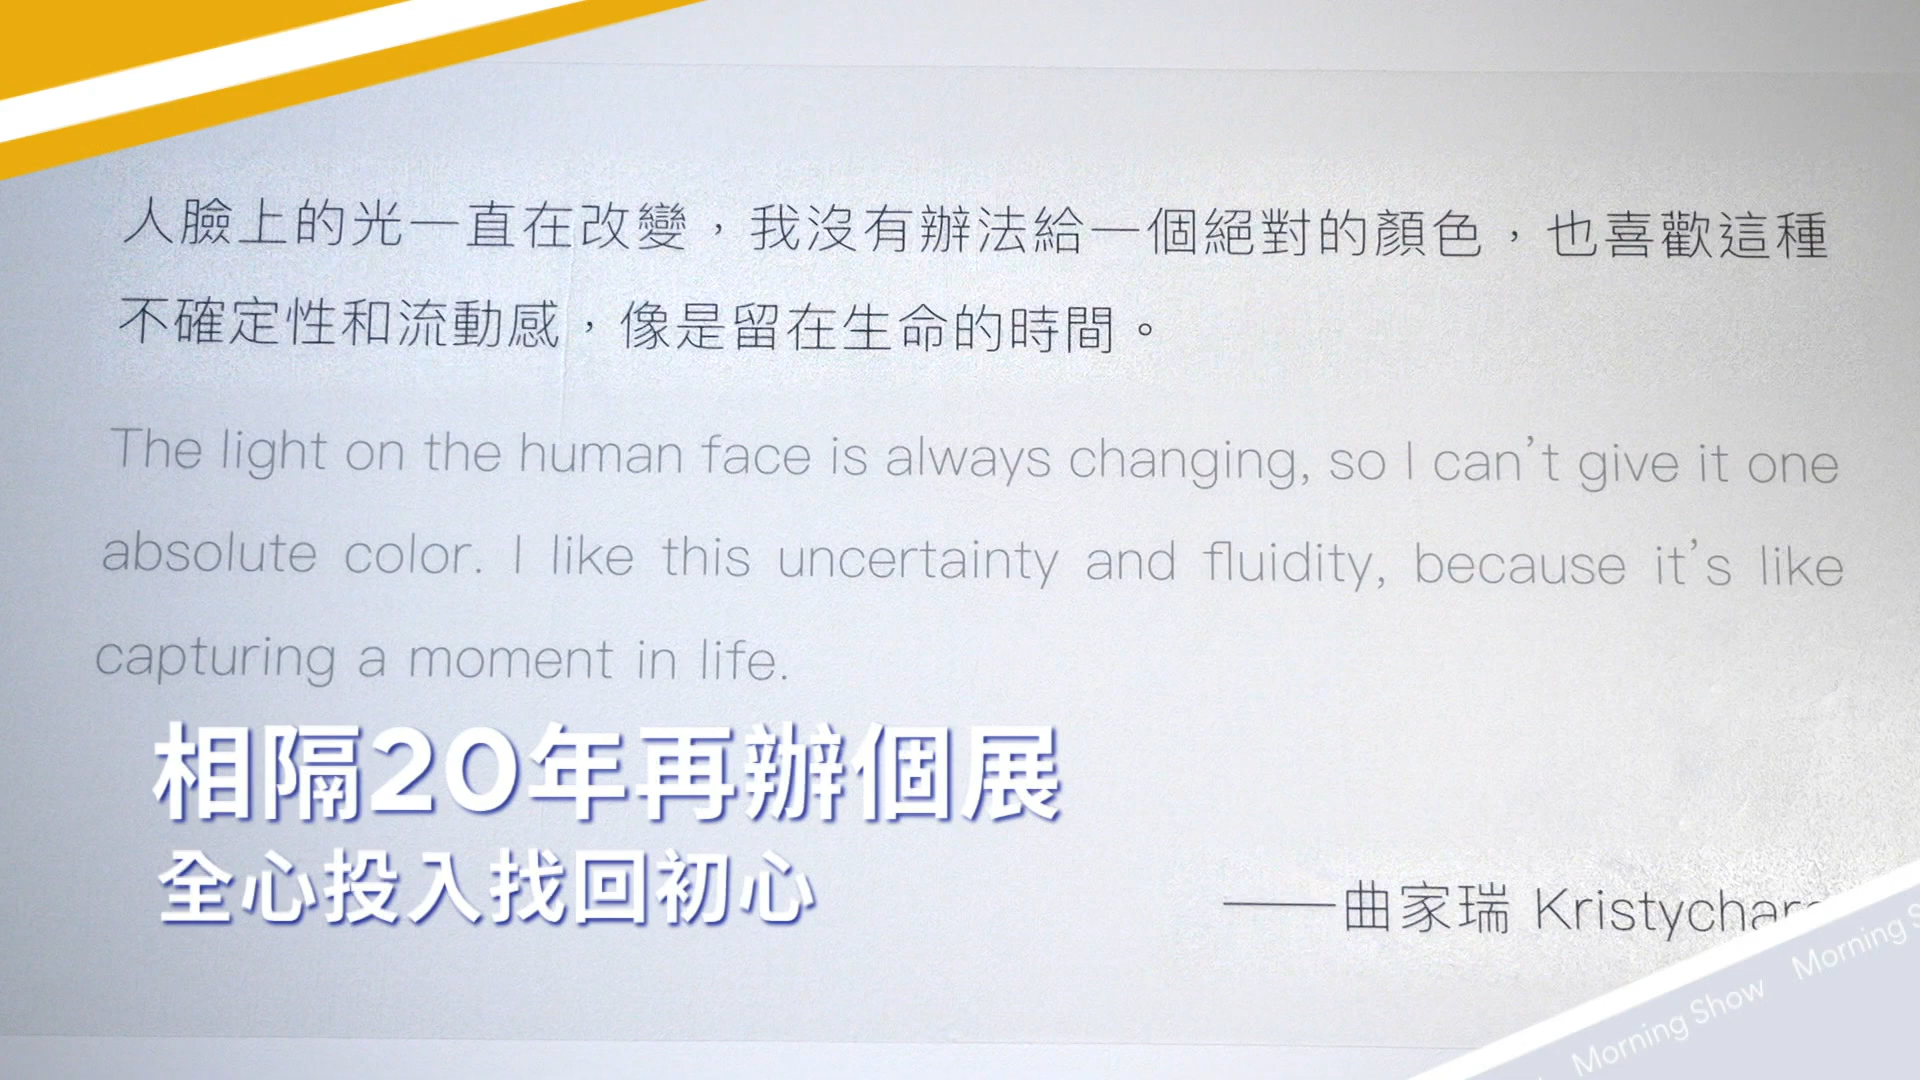 人臉上的光一直在改變，我沒有辦法給一個絕對的顏色，也喜歡這種
不確定性和流動感，像是留在生命的時間。
The light on the human face is always changing, so I can't give it one
absolute color. I like this uncertainty and fluidity, because it's like
capturing a moment in life.
相隔20年再辦個展
全心投入找回初心
——曲家瑞
Morning Show Morning